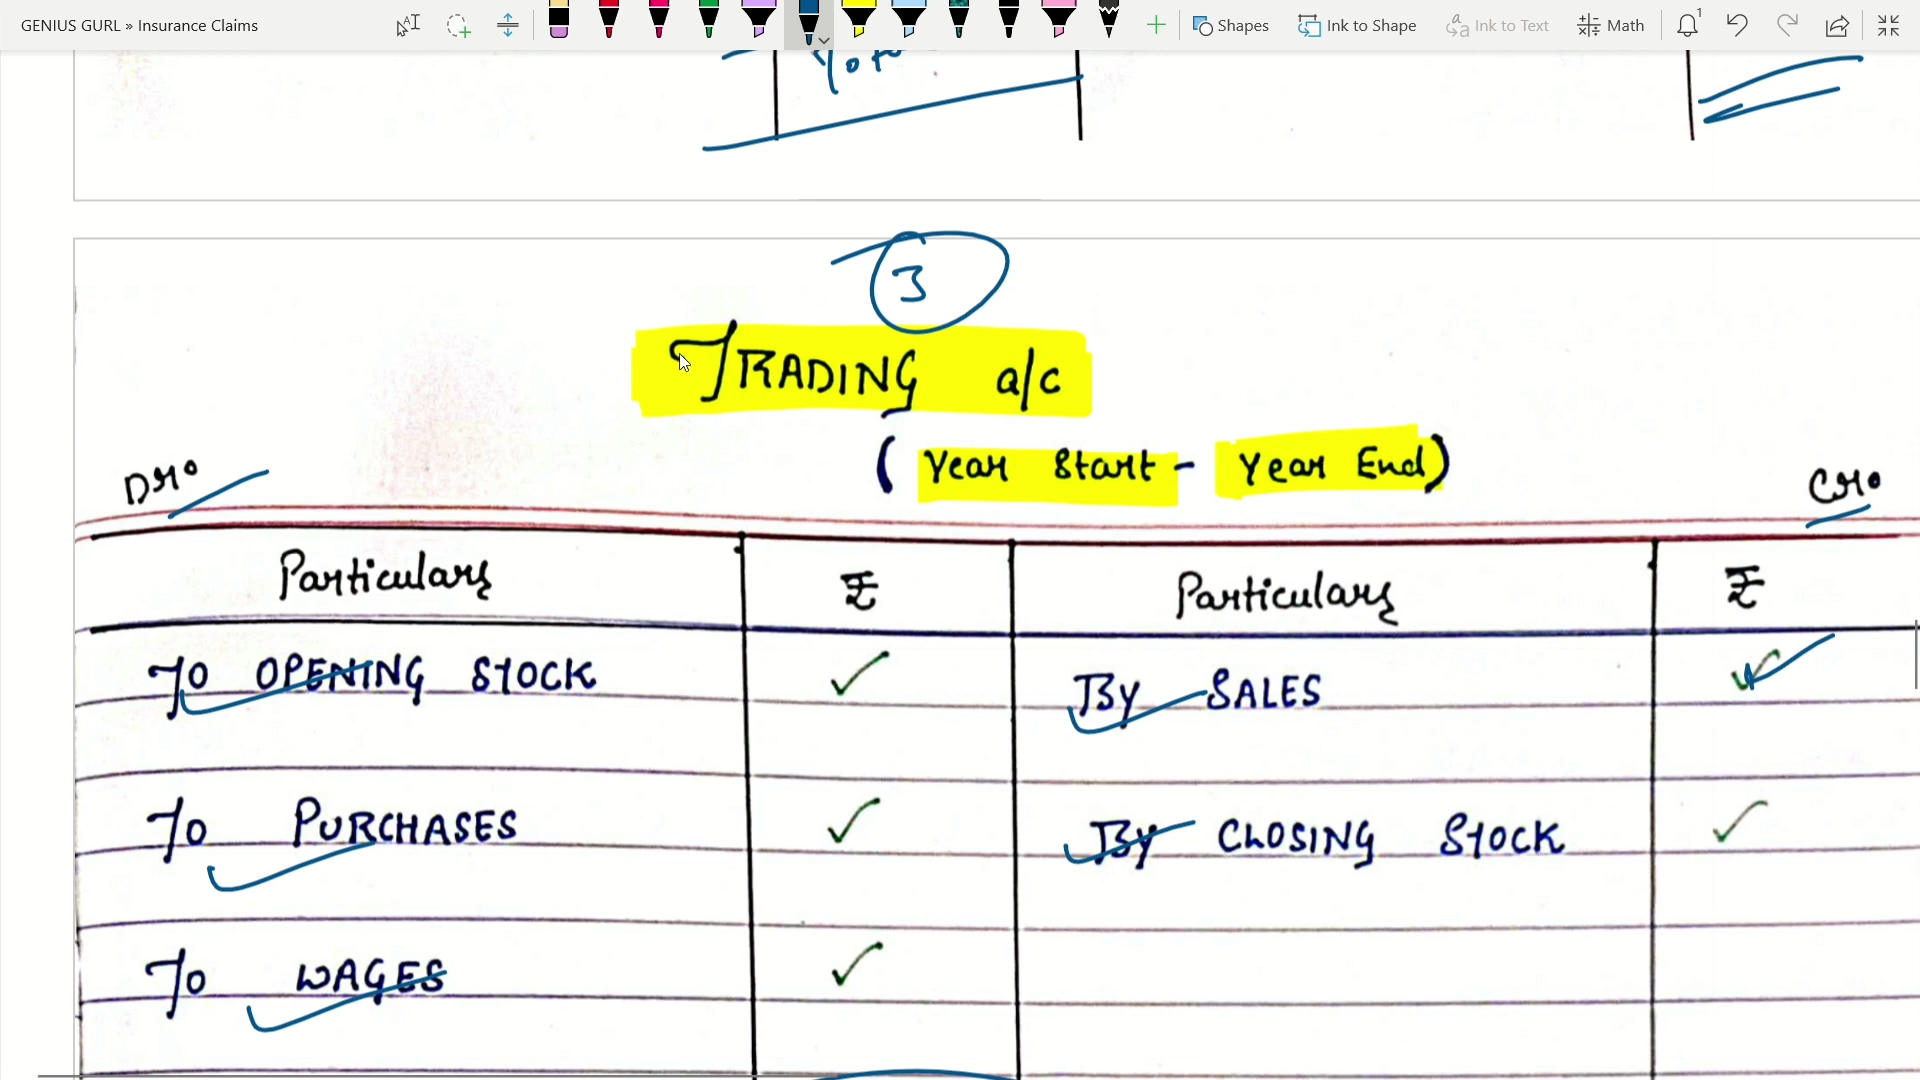 GENIUS GURL » Insurance Claims
Shapes Ink to Shape Ink to Text Math 1
3
TRADING a/c
(Year Start - Year End)
Dr. Cr.
Particulars ₹ Particulars ₹
To OPENING STOCK ✓ By SALES ✓
To PURCHASES ✓ By CLOSING STOCK ✓
To WAGES ✓